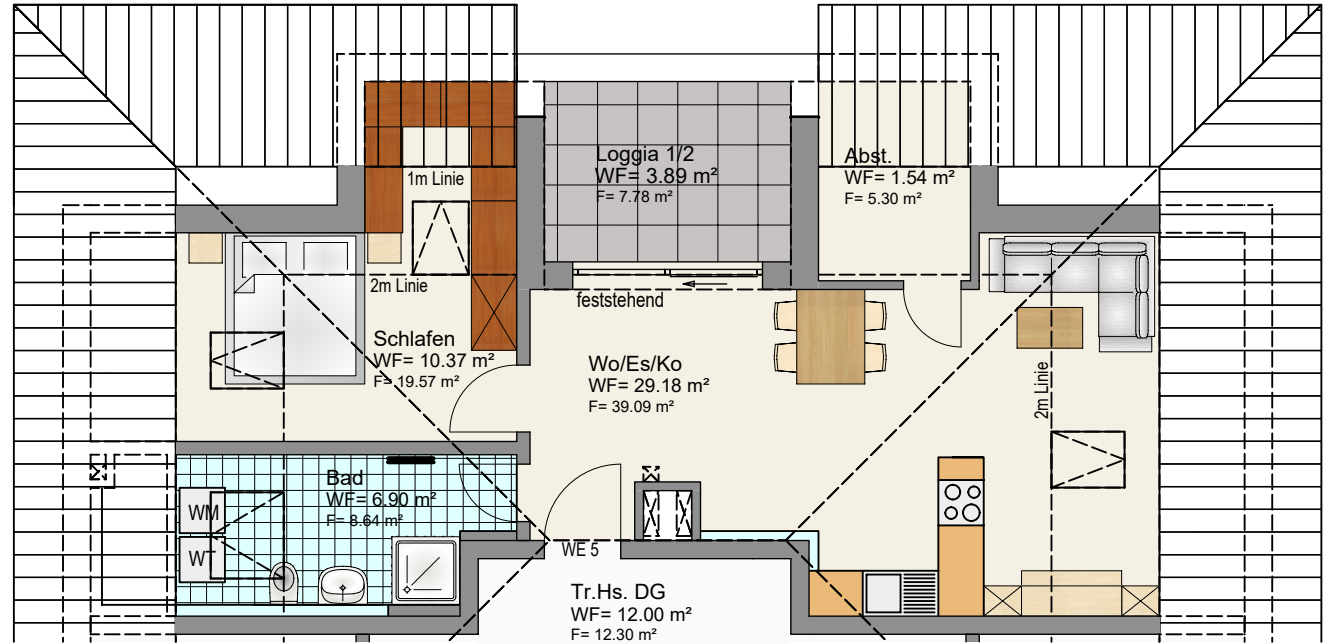 Loggia 1/2
WF= 3.89 m²
F= 7.78 m²
Abst.
WF= 1.54 m²
F= 5.30 m²
1m Linie
2m Linie
feststehend
Schlafen
WF= 10.37 m²
F= 19.57 m²
Wo/Es/Ko
WF= 29.18 m²
F= 39.09 m²
2m Linie
Bad
WF= 6.90 m²
F= 8.64 m²
WM
WT
WE 5
Tr.Hs. DG
WF= 12.00 m²
F= 12.30 m²